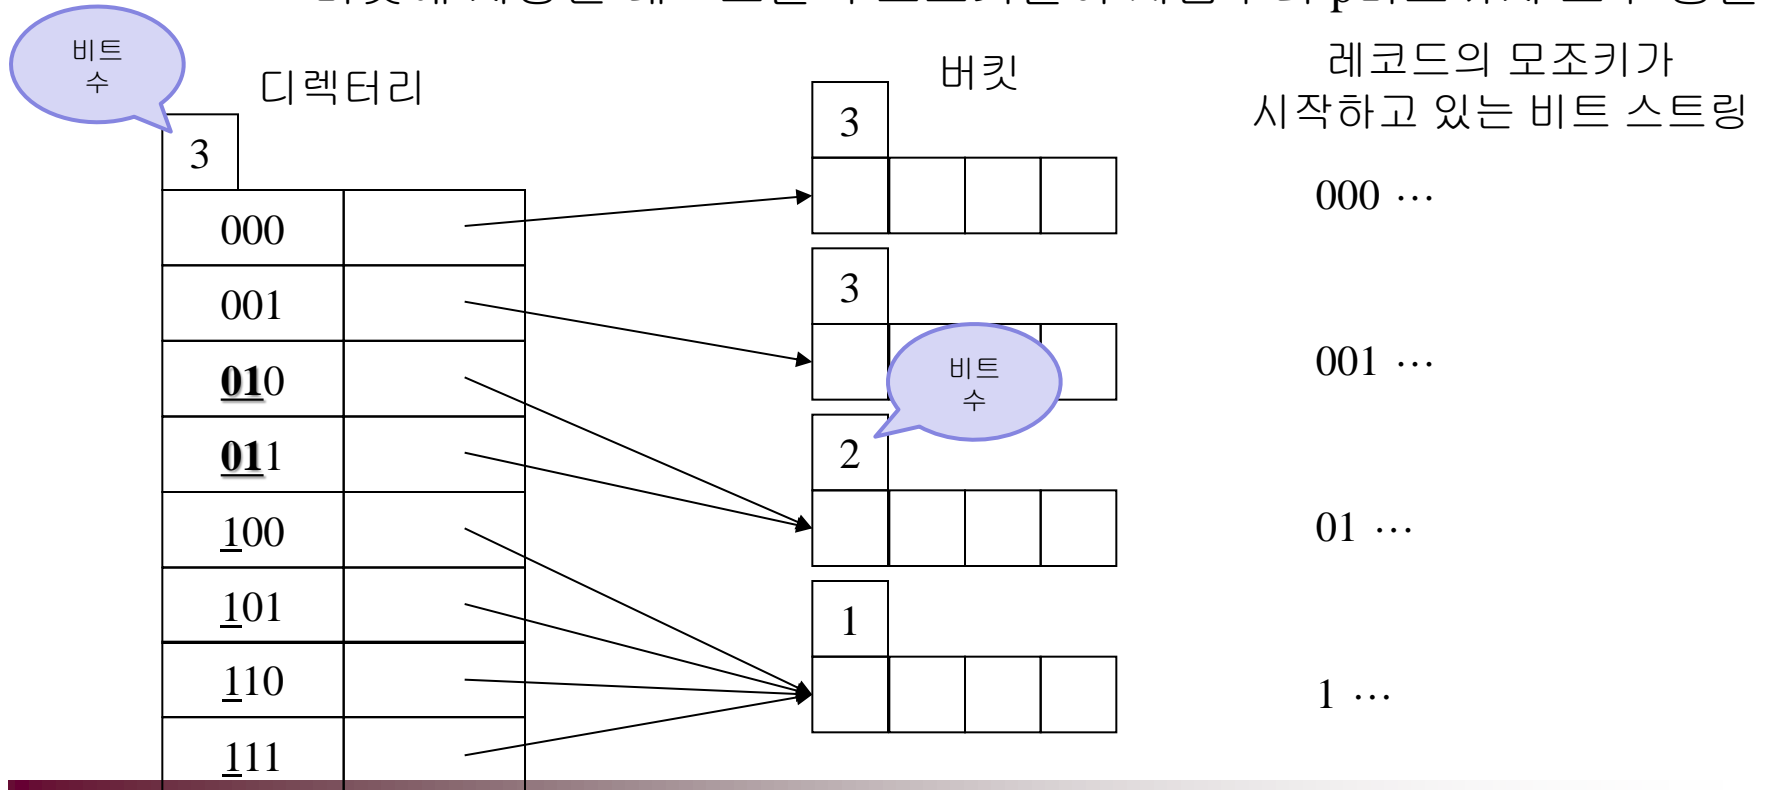 비트
수
디렉터리
버킷
레코드의 모조키가
시작하고 있는 비트 스트링
3
000
001
010
011
100
101
110
111
3
3
비트
수
2
1
000 …
001 …
01 …
1 …